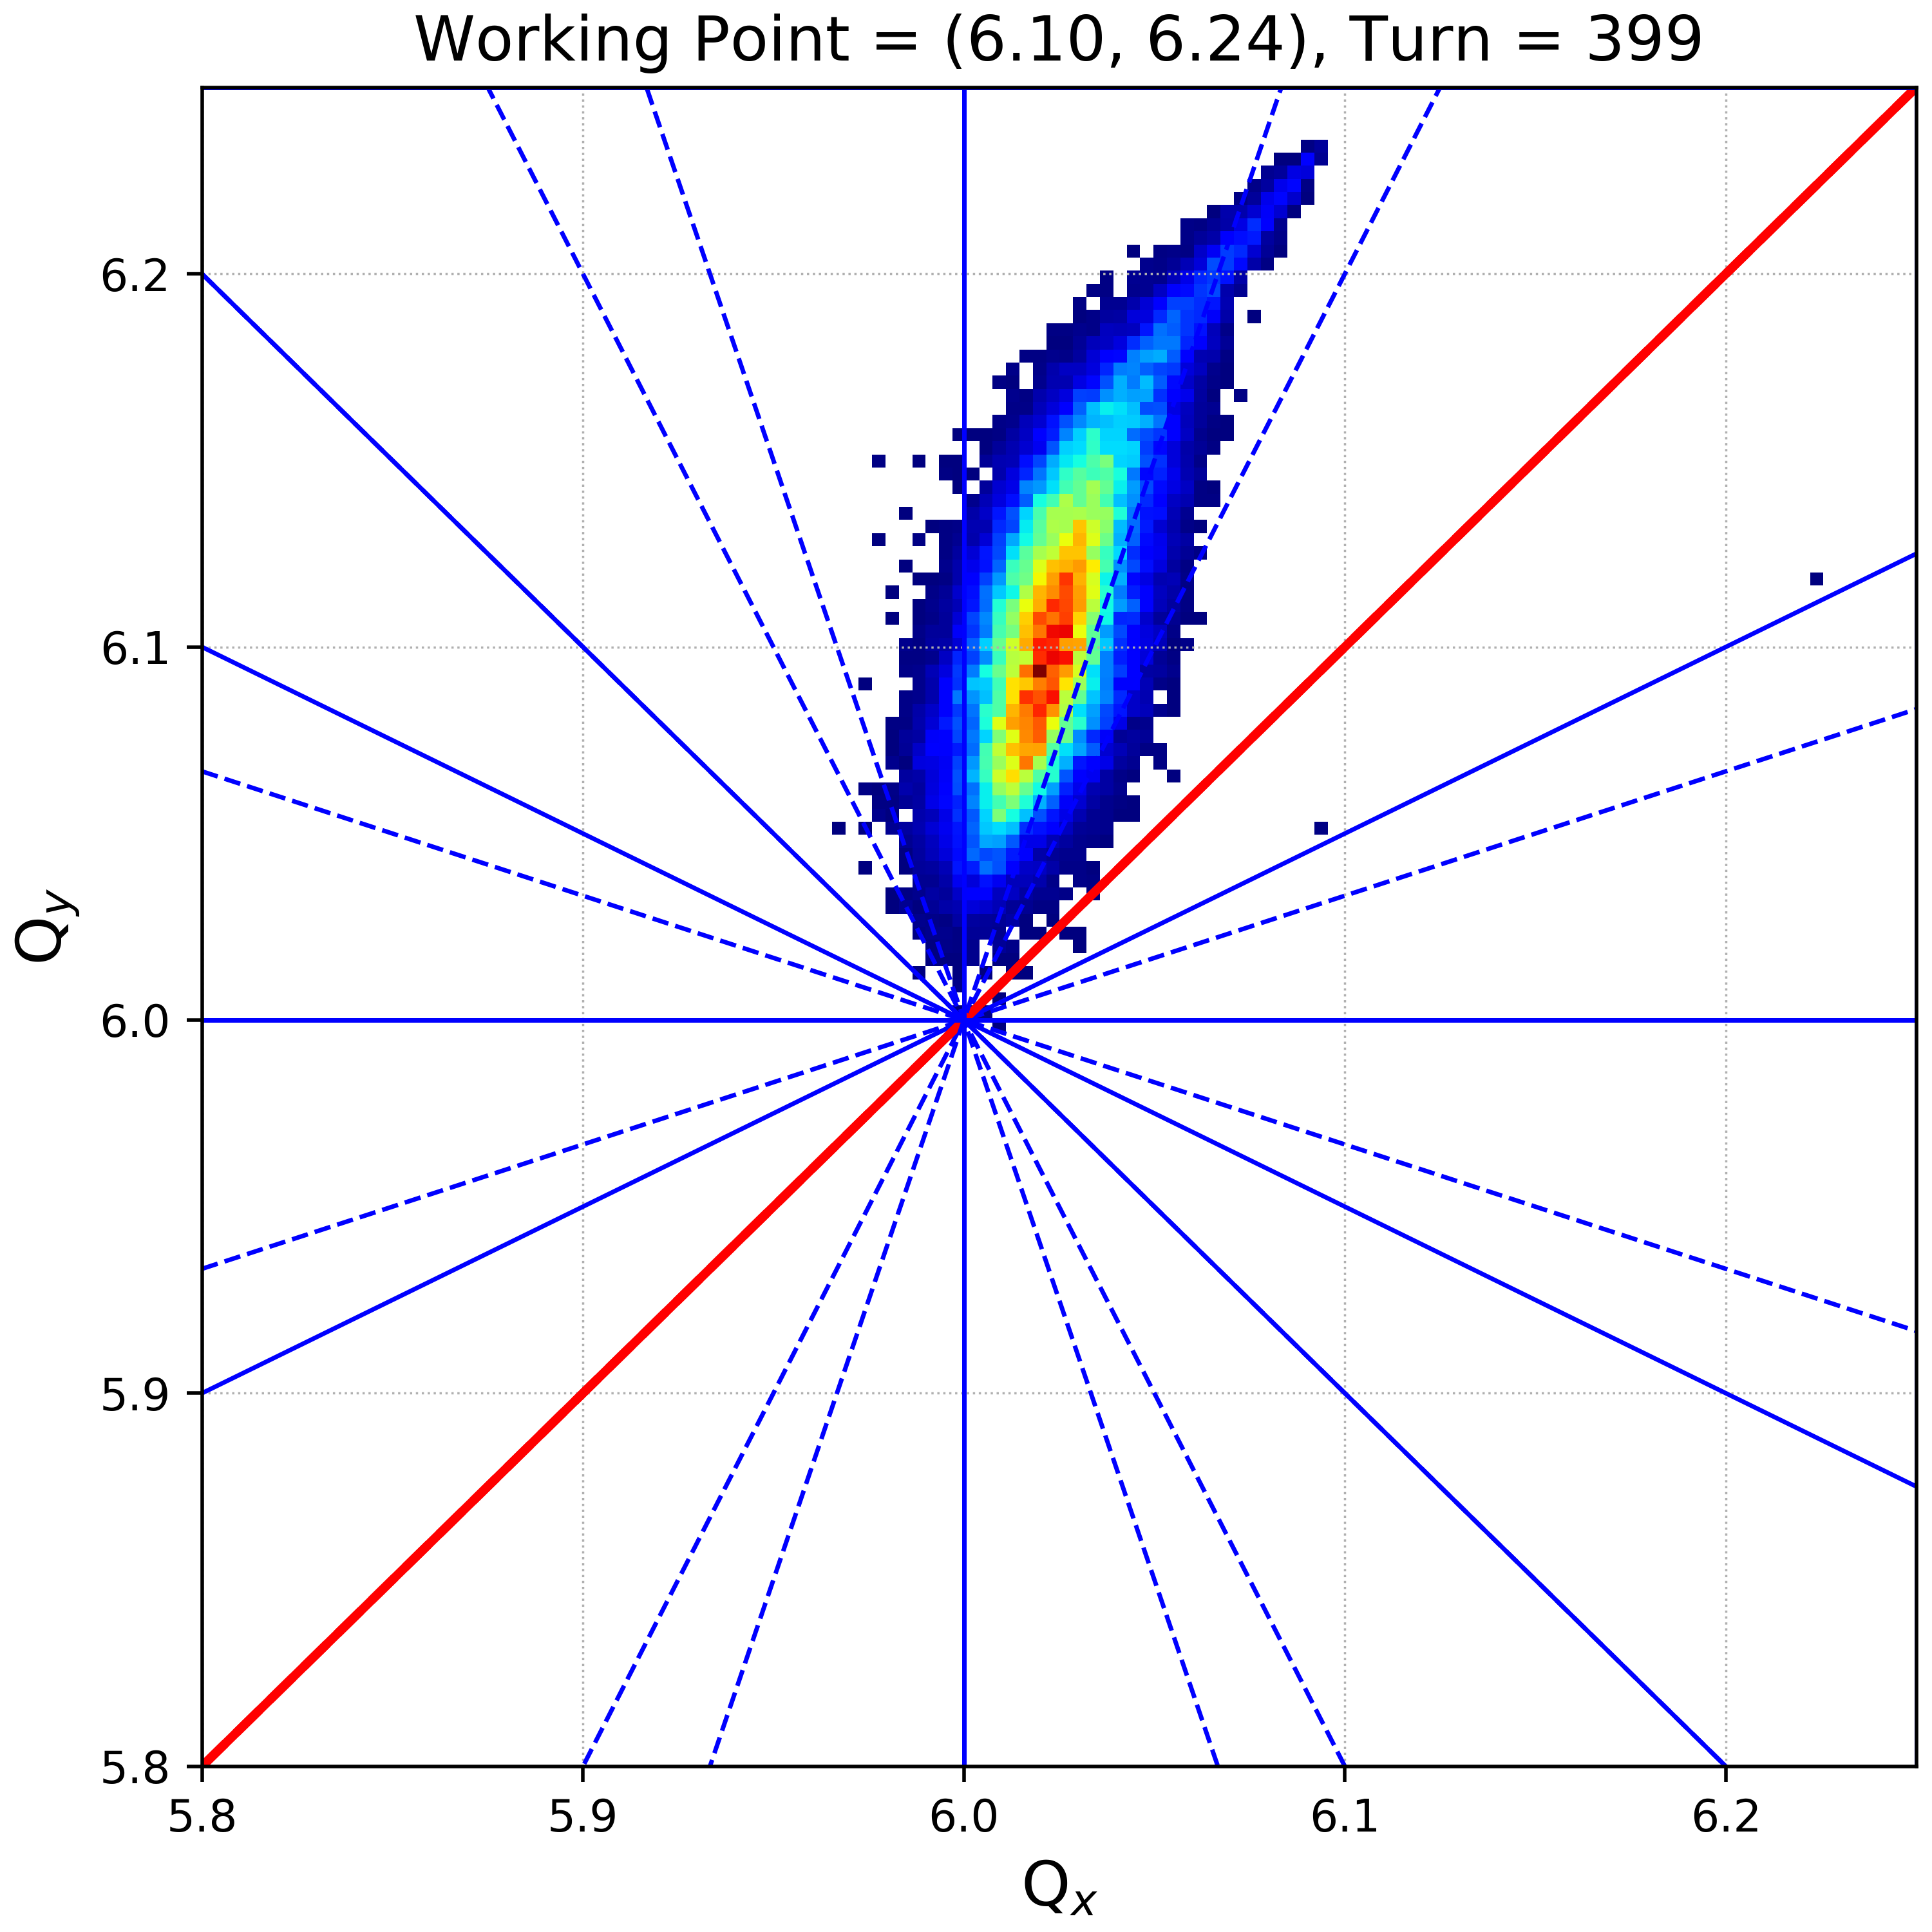 Working Point = (6.10, 6.24), Turn = 399
6.2
6.1
6.0
5.9
5.8
Qy
5.8 5.9 6.0 6.1 6.2
Qx